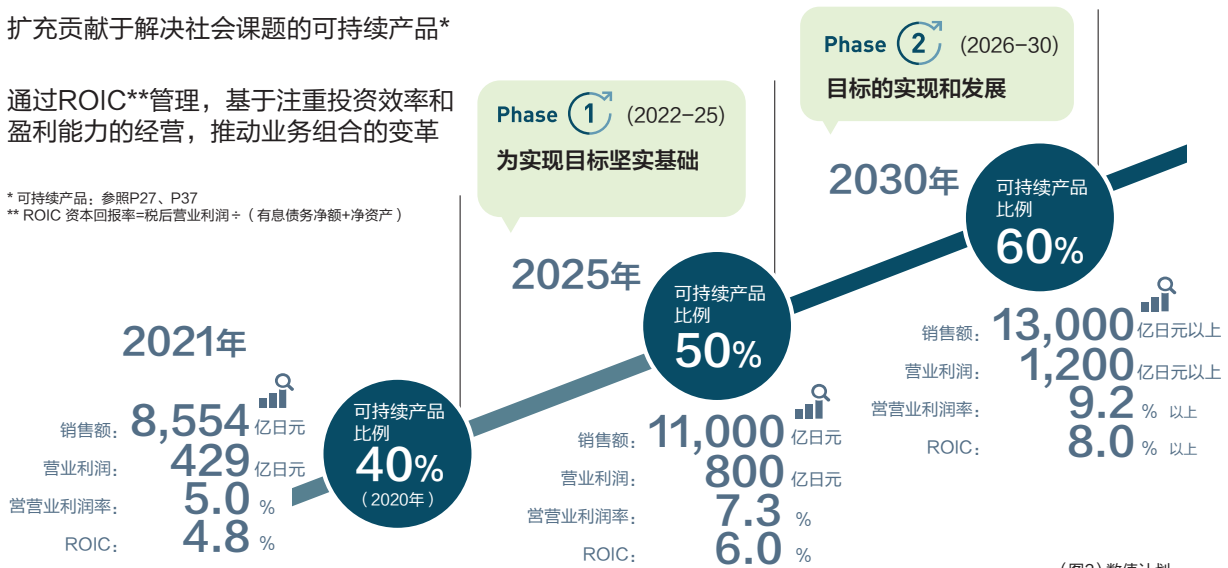 扩充贡献于解决社会课题的可持续产品*
通过ROIC**管理，基于注重投资效率和
盈利能力的经营，推动业务组合的变革
* 可持续产品：参照P27、P37
** ROIC 资本回报率=税后营业利润÷（有息债务净额+净资产）
Phase 1 (2022-25)
为实现目标坚实基础
Phase 2 (2026-30)
目标的实现和发展
2021年
销售额：8,554 亿日元
营业利润：429 亿日元
営营业利润率：5.0 %
ROIC：4.8 %
可持续产品
比例
40%
（2020年）
2025年
可持续产品
比例
50%
销售额：11,000 亿日元
营业利润：800 亿日元
営营业利润率：7.3 %
ROIC：6.0 %
2030年
可持续产品
比例
60%
销售额：13,000 亿日元以上
营业利润：1,200 亿日元以上
営营业利润率：9.2 % 以上
ROIC：8.0 % 以上